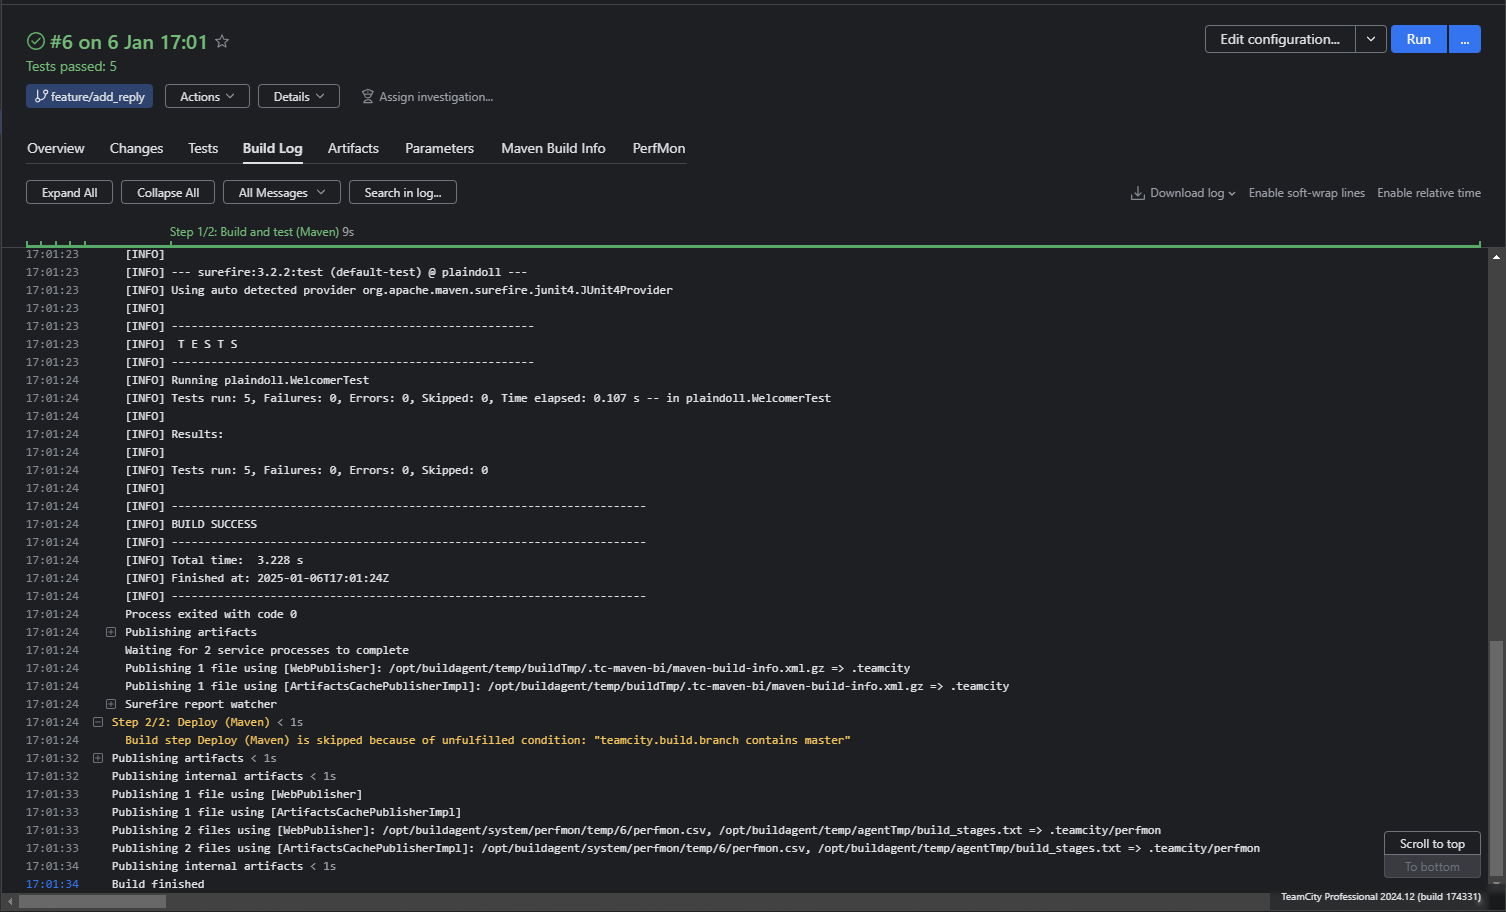 #6 on 6 Jan 17:01
Edit configuration...
Run
...
Tests passed: 5
feature/add_reply Actions Details Assign investigation...
Overview Changes Tests Build Log Artifacts Parameters Maven Build Info PerfMon
Expand All Collapse All All Messages Search in log... Download log Enable soft-wrap lines Enable relative time
Step 1/2: Build and test (Maven) 9s
17:01:23 [INFO]
17:01:23 [INFO] --- surefire:3.2.2:test (default-test) @ plaindoll ---
17:01:23 [INFO] Using auto detected provider org.apache.maven.surefire.junit4.JUnit4Provider
17:01:23 [INFO]
17:01:23 [INFO] -------------------------------------------------------
17:01:23 [INFO]  T E S T S
17:01:23 [INFO] -------------------------------------------------------
17:01:24 [INFO] Running plaindoll.WelcomerTest
17:01:24 [INFO] Tests run: 5, Failures: 0, Errors: 0, Skipped: 0, Time elapsed: 0.107 s -- in plaindoll.WelcomerTest
17:01:24 [INFO]
17:01:24 [INFO] Results:
17:01:24 [INFO]
17:01:24 [INFO] Tests run: 5, Failures: 0, Errors: 0, Skipped: 0
17:01:24 [INFO]
17:01:24 [INFO] ------------------------------------------------------------------------
17:01:24 [INFO] BUILD SUCCESS
17:01:24 [INFO] ------------------------------------------------------------------------
17:01:24 [INFO] Total time:  3.228 s
17:01:24 [INFO] Finished at: 2025-01-06T17:01:24Z
17:01:24 [INFO] ------------------------------------------------------------------------
17:01:24 Process exited with code 0
17:01:24 Publishing artifacts
17:01:24 Waiting for 2 service processes to complete
17:01:24 Publishing 1 file using [WebPublisher]: /opt/buildagent/temp/buildTmp/.tc-maven-bi/maven-build-info.xml.gz => .teamcity
17:01:24 Publishing 1 file using [ArtifactsCachePublisherImpl]: /opt/buildagent/temp/buildTmp/.tc-maven-bi/maven-build-info.xml.gz => .teamcity
17:01:24 Surefire report watcher
17:01:24 Step 2/2: Deploy (Maven) < 1s
17:01:24 Build step Deploy (Maven) is skipped because of unfulfilled condition: "teamcity.build.branch contains master"
17:01:32 Publishing artifacts < 1s
17:01:32 Publishing internal artifacts < 1s
17:01:33 Publishing 1 file using [WebPublisher]
17:01:33 Publishing 1 file using [ArtifactsCachePublisherImpl]
17:01:33 Publishing 2 files using [WebPublisher]: /opt/buildagent/system/perfmon/temp/6/perfmon.csv, /opt/buildagent/temp/agentTmp/build_stages.txt => .teamcity/perfmon
17:01:33 Publishing 2 files using [ArtifactsCachePublisherImpl]: /opt/buildagent/system/perfmon/temp/6/perfmon.csv, /opt/buildagent/temp/agentTmp/build_stages.txt => .teamcity/perfmon
17:01:34 Publishing internal artifacts < 1s
17:01:34 Build finished
Scroll to top
To bottom
TeamCity Professional 2024.12 (build 174331)